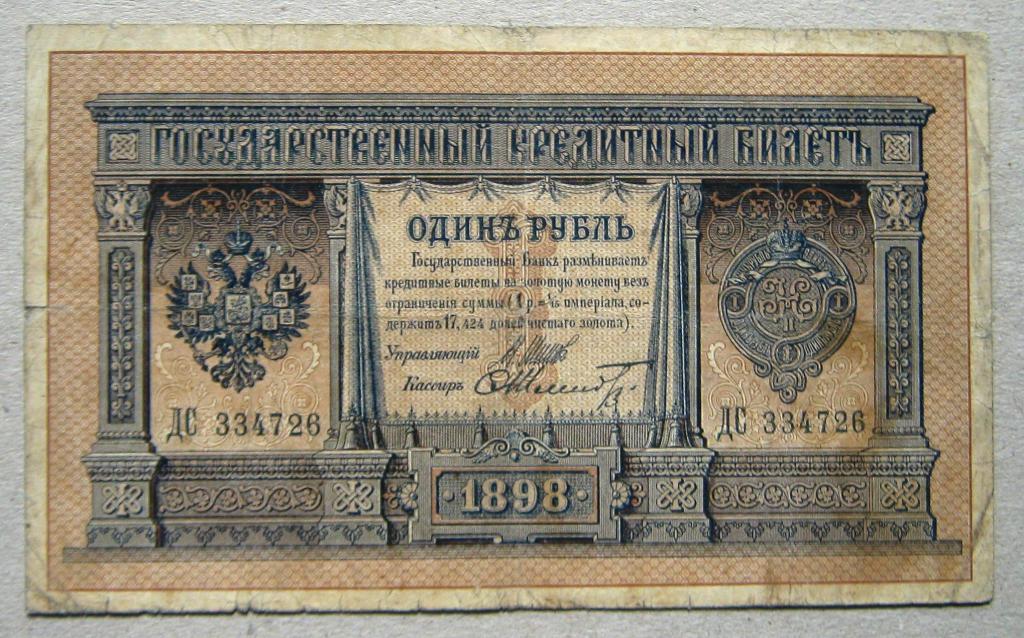 ГОСУДАРСТВЕННЫЙ КРЕДИТНЫЙ БИЛЕТЪ
ОДИНЪ РУБЛЬ
Государственный Банкъ размѣниваетъ
кредитные билеты на золотую монету безъ
ограниченія суммы (1 р. = 1/15 имперіала, со-
держитъ 17,424 долей чистаго золота).
Управляющій
Кассиръ
ДС 334726
ДС 334726
1898